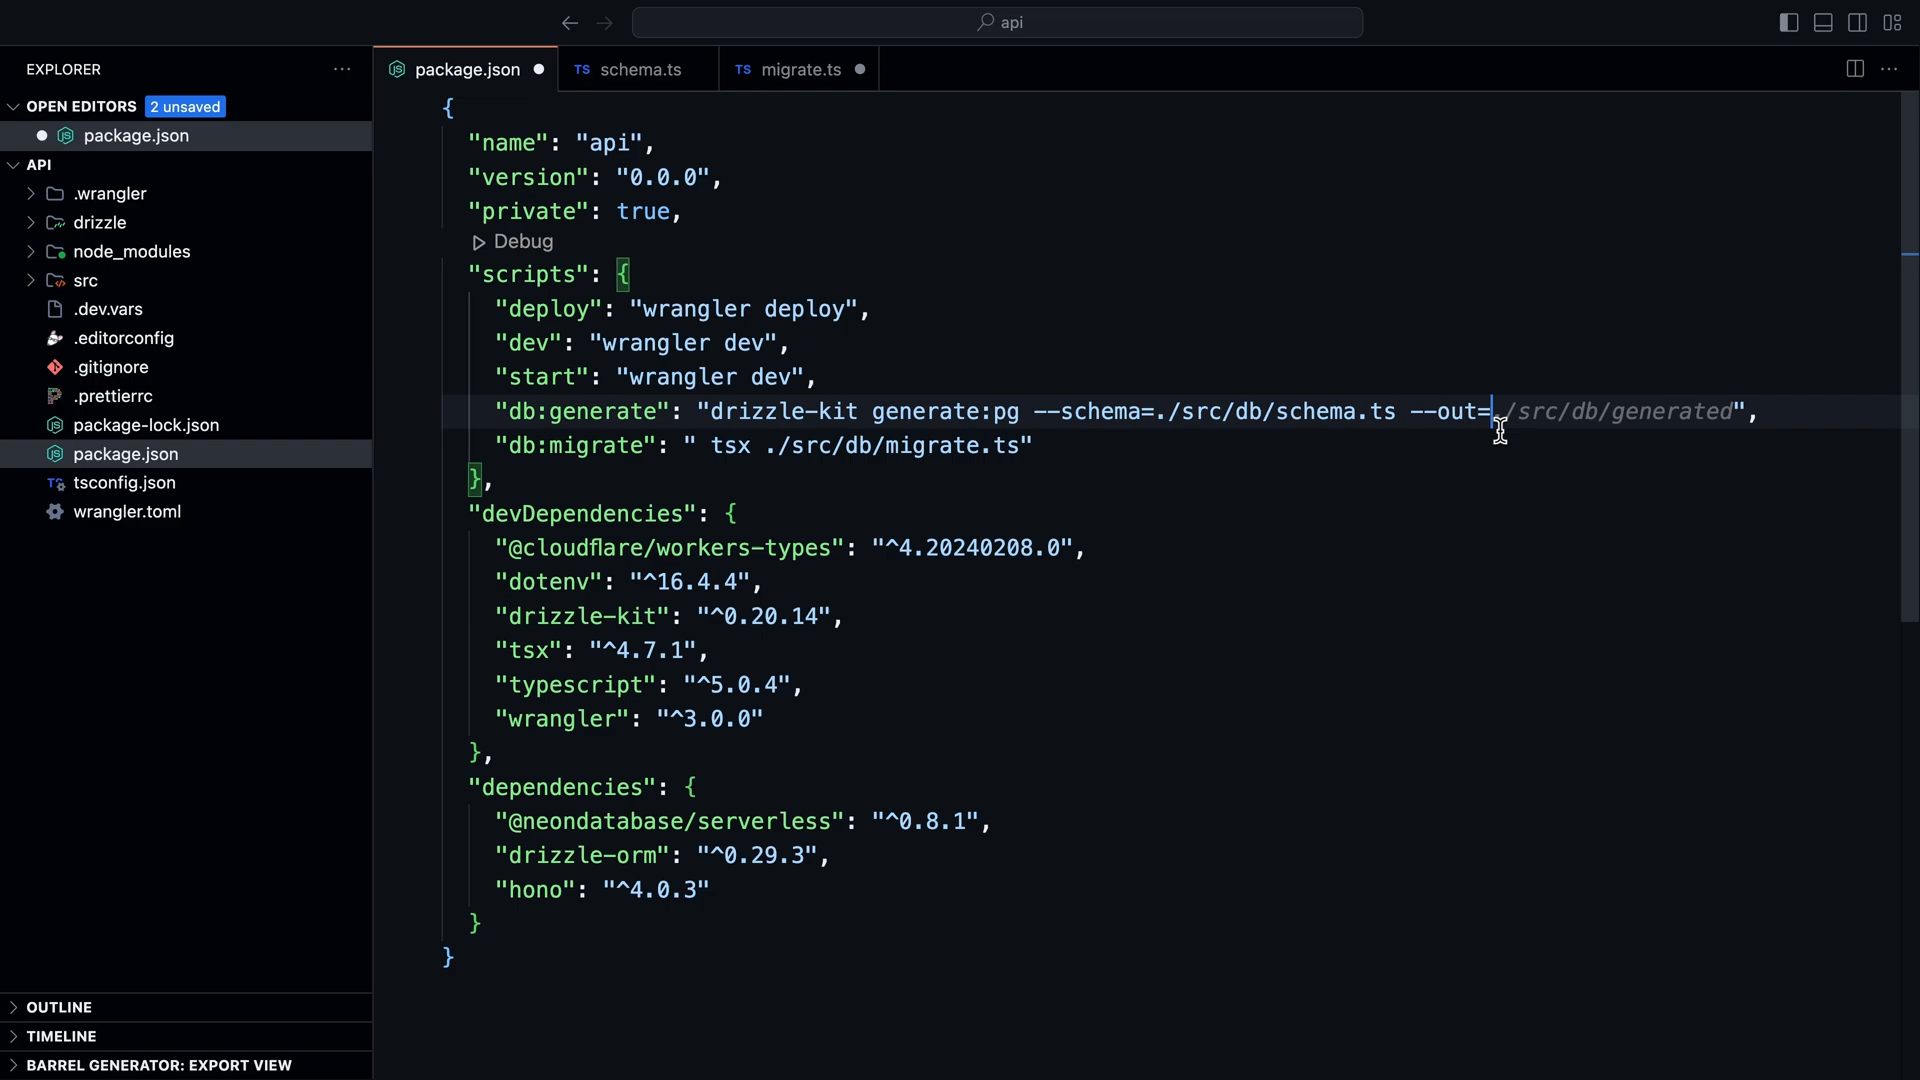 api
EXPLORER
OPEN EDITORS 2 unsaved
package.json
API
.wrangler
drizzle
node_modules
src
.dev.vars
.editorconfig
.gitignore
.prettierrc
package-lock.json
package.json
tsconfig.json
wrangler.toml
OUTLINE
TIMELINE
BARREL GENERATOR: EXPORT VIEW
package.json TS schema.ts TS migrate.ts
{
"name": "api",
"version": "0.0.0",
"private": true,
Debug
"scripts": {
"deploy": "wrangler deploy",
"dev": "wrangler dev",
"start": "wrangler dev",
"db:generate": "drizzle-kit generate:pg --schema=./src/db/schema.ts --out=./src/db/generated",
"db:migrate": " tsx ./src/db/migrate.ts"
},
"devDependencies": {
"@cloudflare/workers-types": "^4.20240208.0",
"dotenv": "^16.4.4",
"drizzle-kit": "^0.20.14",
"tsx": "^4.7.1",
"typescript": "^5.0.4",
"wrangler": "^3.0.0"
},
"dependencies": {
"@neondatabase/serverless": "^0.8.1",
"drizzle-orm": "^0.29.3",
"hono": "^4.0.3"
}
}